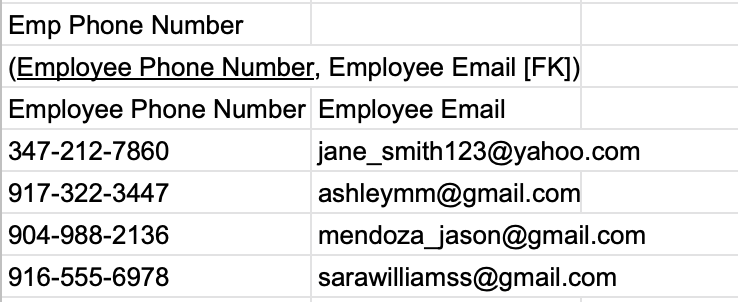 Emp Phone Number
(Employee Phone Number, Employee Email [FK])
Employee Phone Number Employee Email
347-212-7860 jane_smith123@yahoo.com
917-322-3447 ashleymm@gmail.com
904-988-2136 mendoza_jason@gmail.com
916-555-6978 sarawilliamss@gmail.com